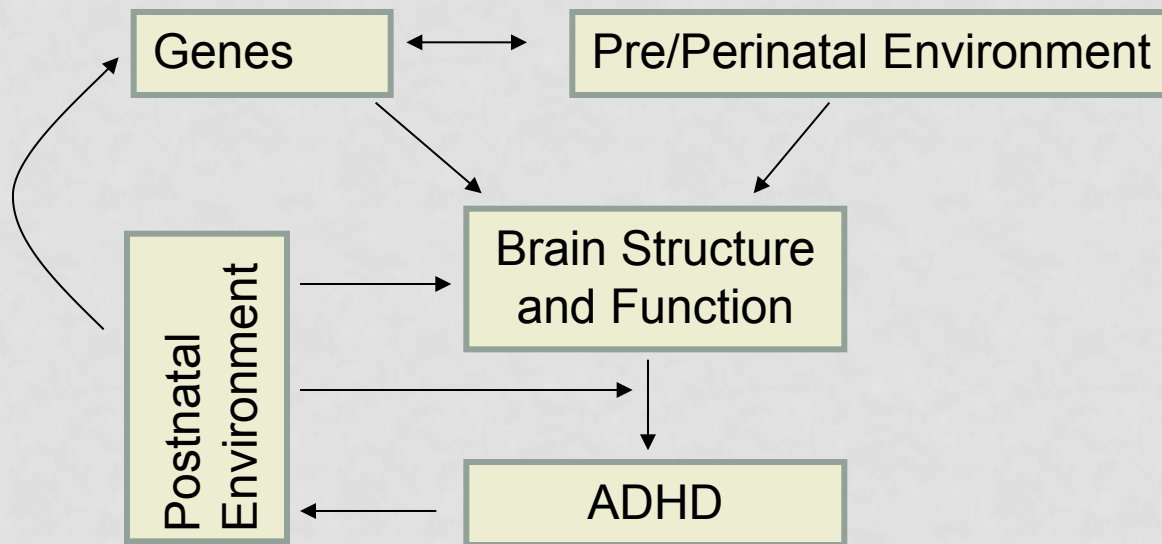 Genes
Pre/Perinatal Environment
Brain Structure
and Function
Postnatal
Environment
ADHD